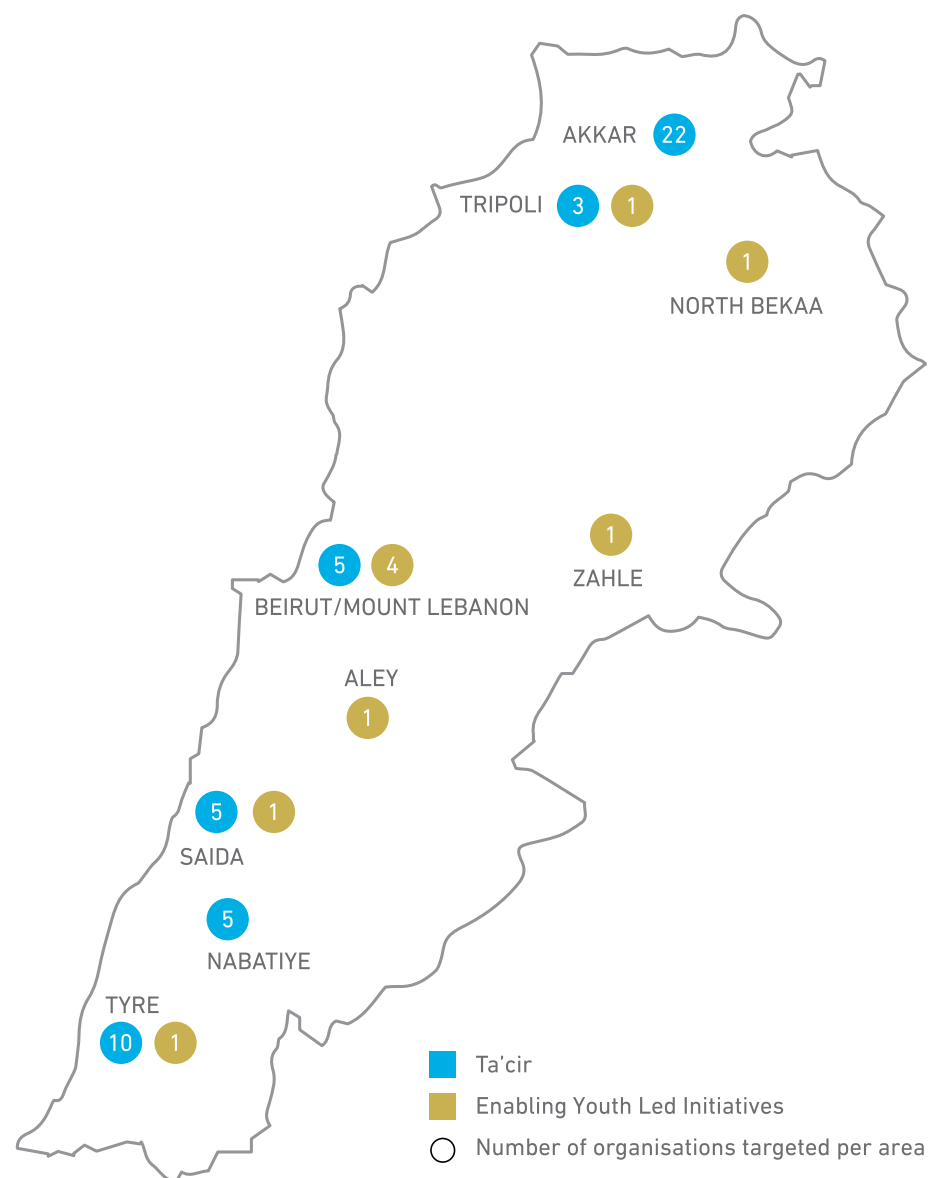 AKKAR 22
TRIPOLI 3 1
1
NORTH BEKAA
1
ZAHLE
5 4
BEIRUT/MOUNT LEBANON
ALEY
1
5 1
SAIDA
5
NABATIYE
TYRE
10 1
Ta’cir
Enabling Youth Led Initiatives
Number of organisations targeted per area